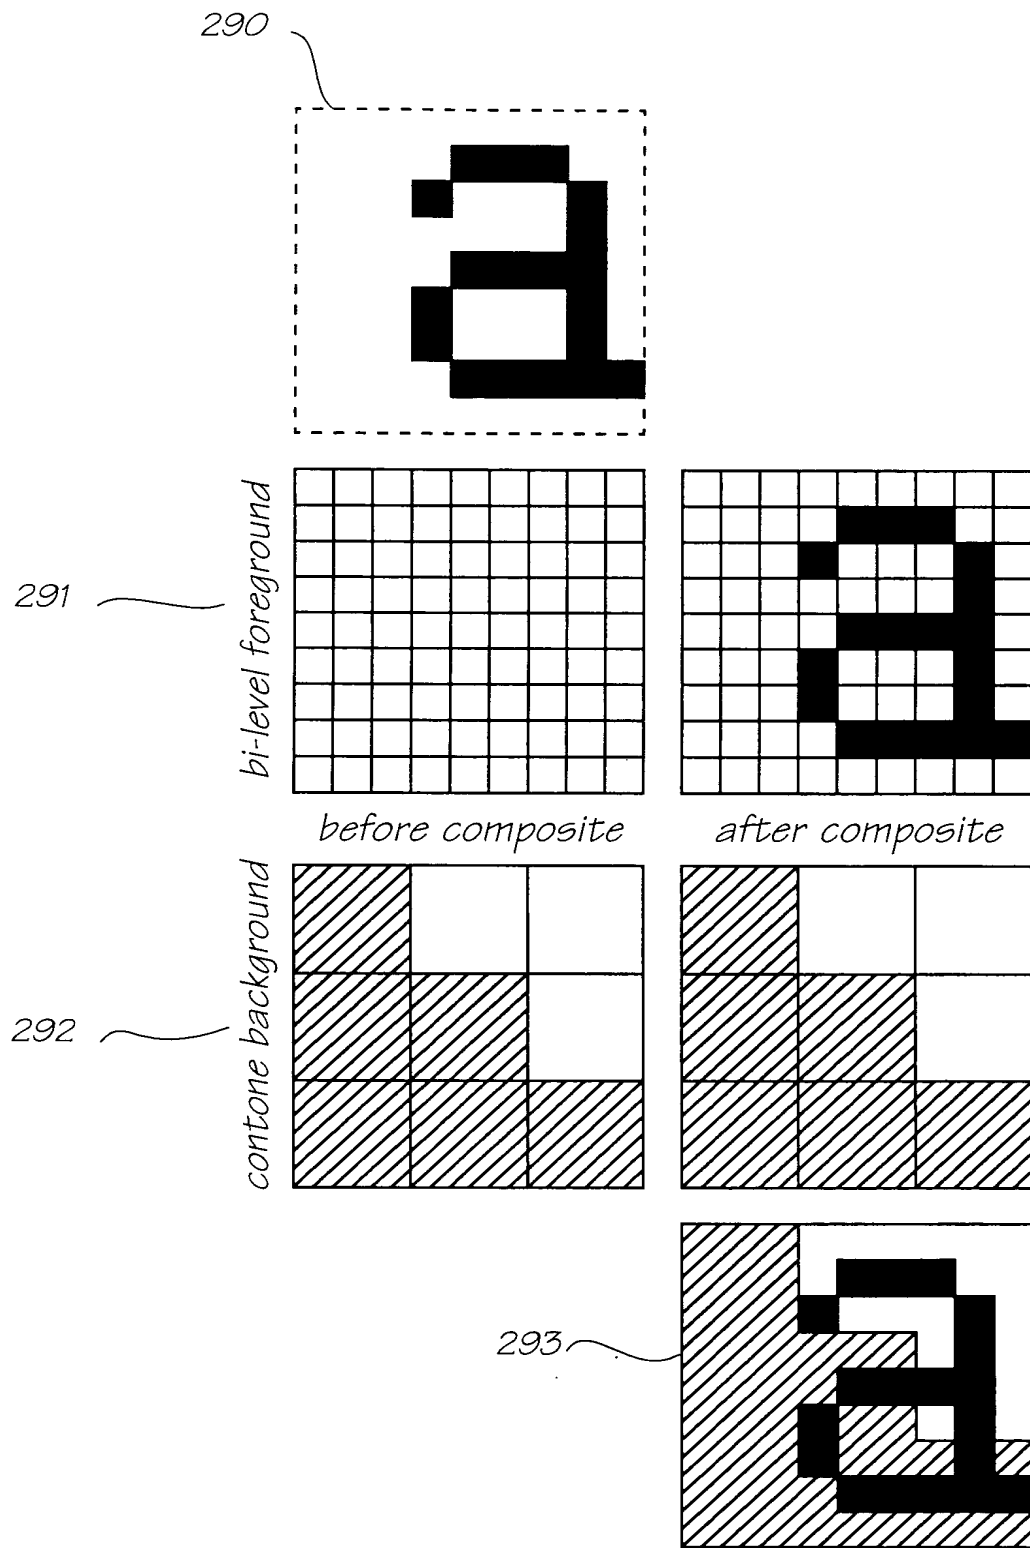 290
291
bi-level foreground
before composite
after composite
292
contone background
293